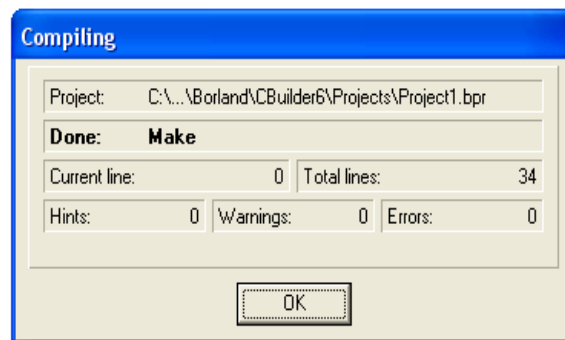 Compiling
Project: C:\...\Borland\CBuilder6\Projects\Project1.bpr
Done: Make
Current line: 0 Total lines: 34
Hints: 0 Warnings: 0 Errors: 0
OK